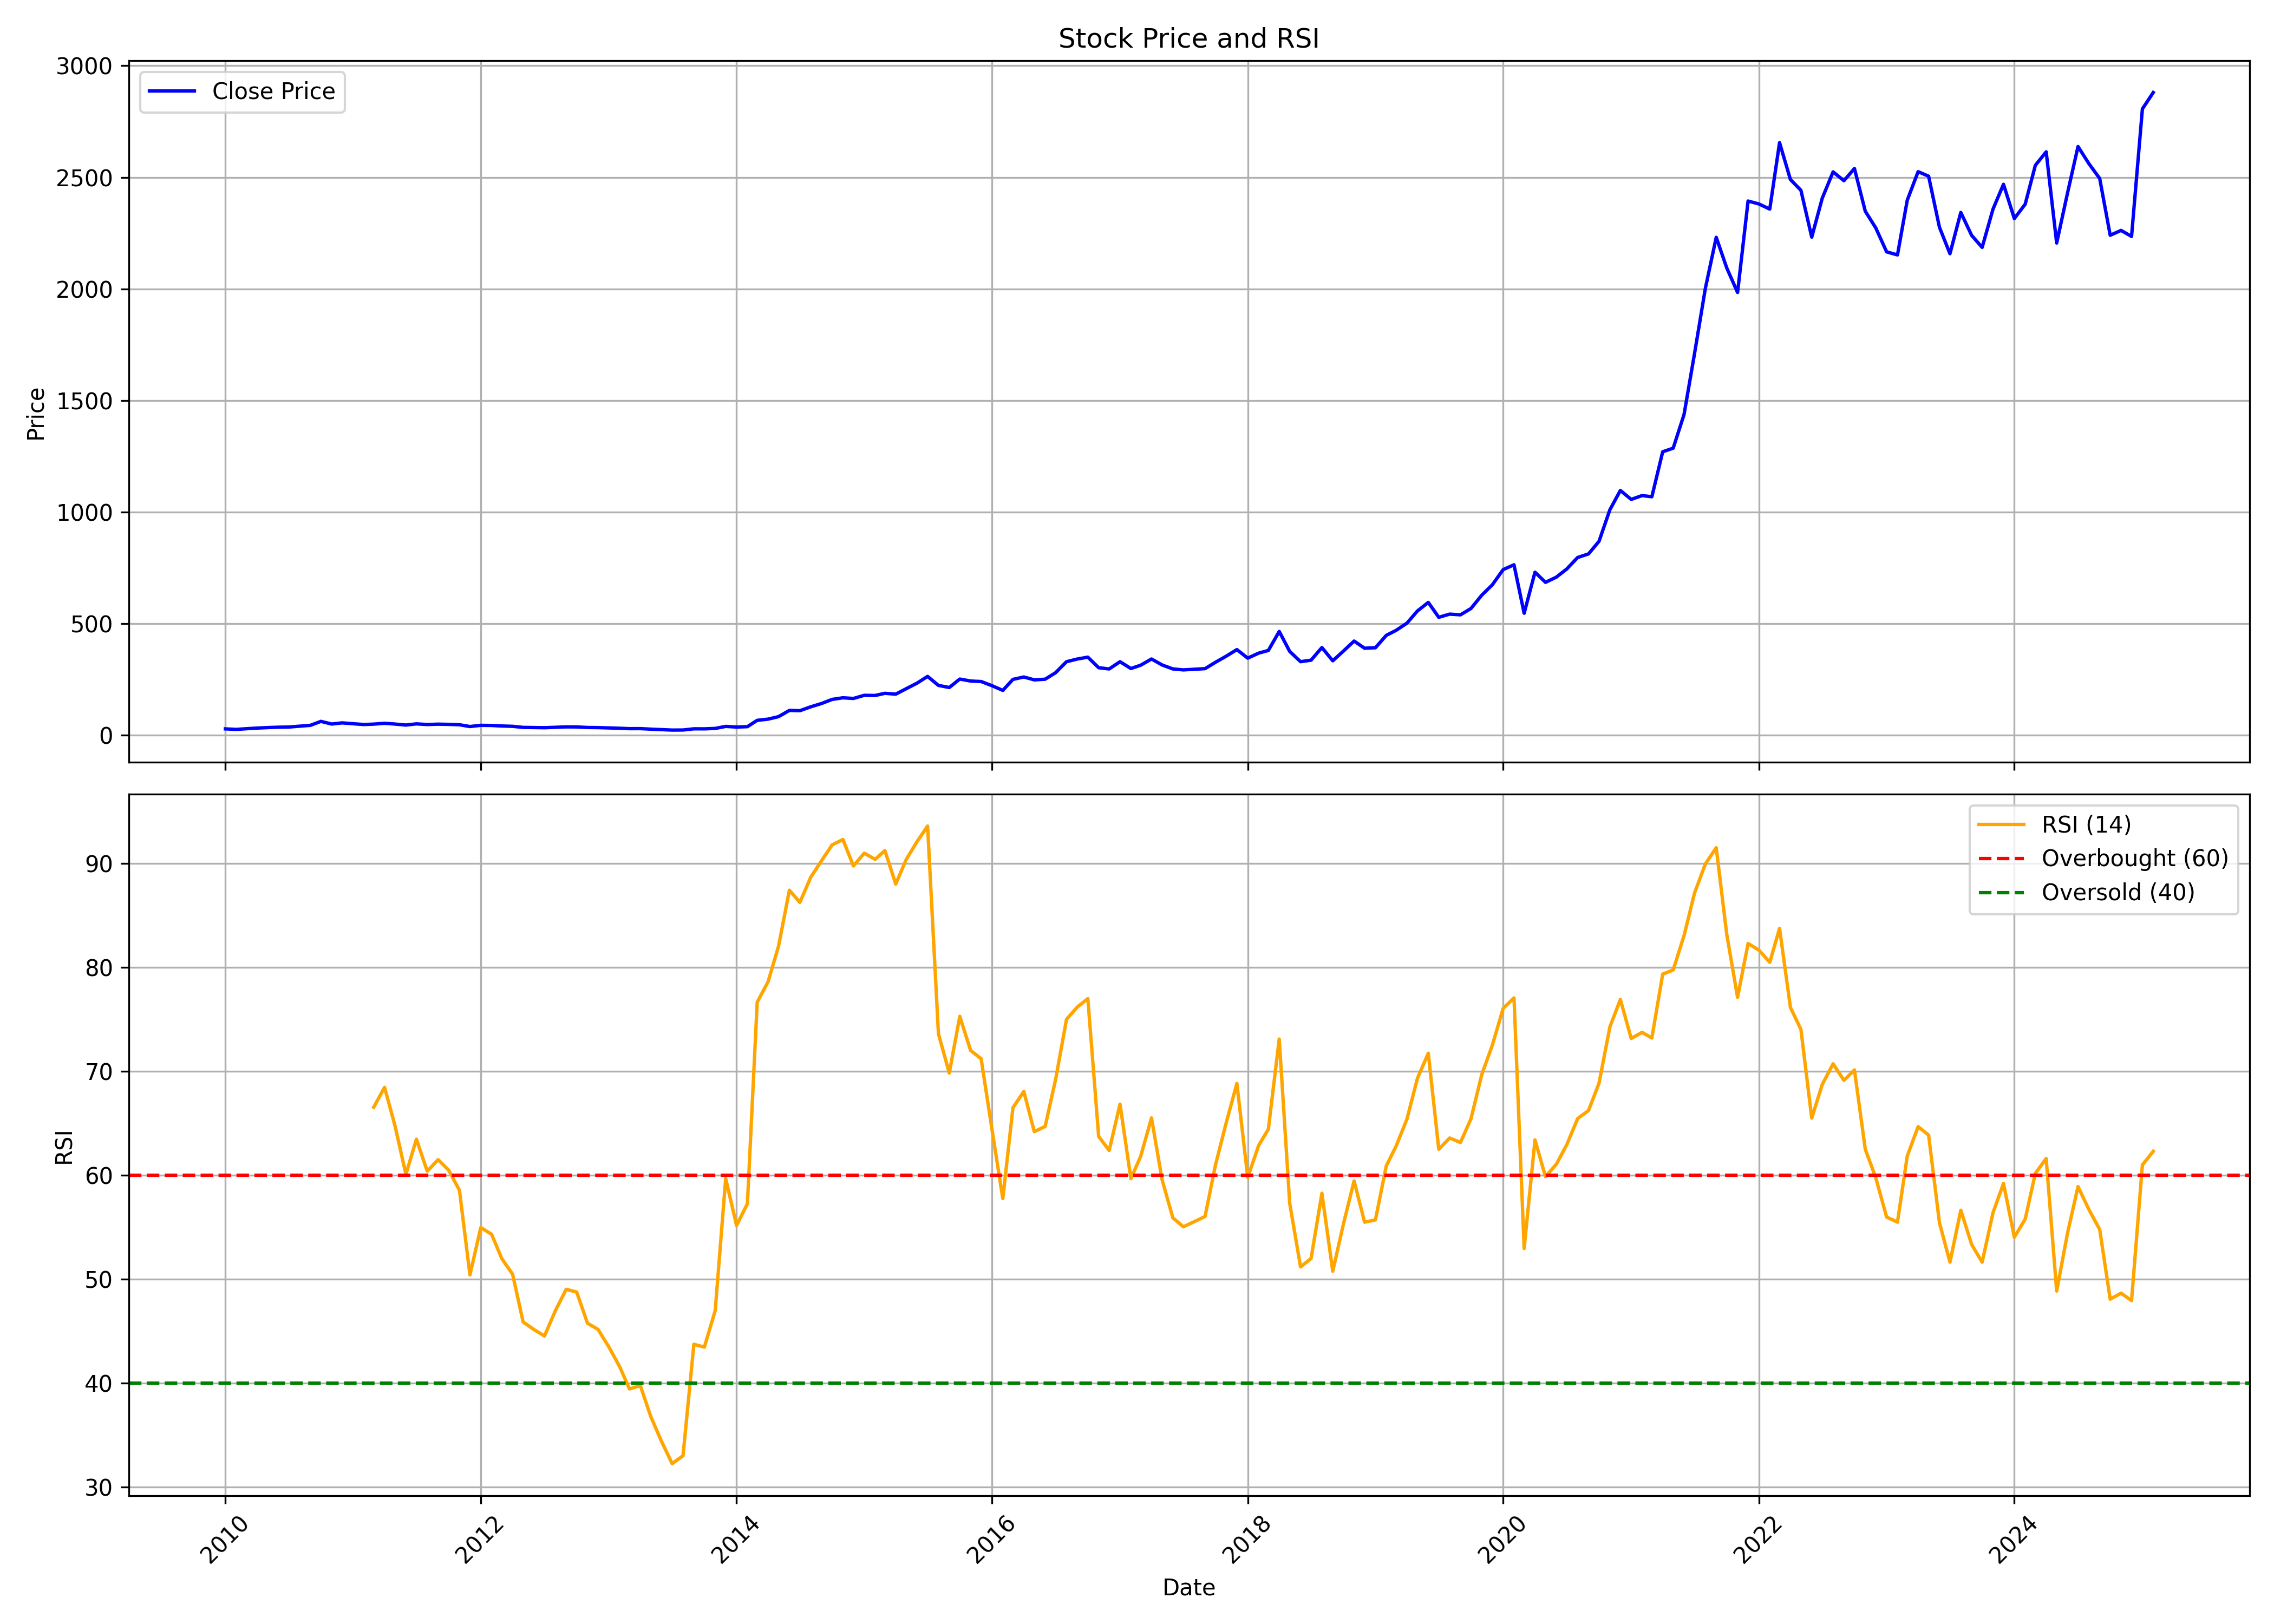 Stock Price and RSI
Close Price
Price
3000
2500
2000
1500
1000
500
0
RSI (14)
Overbought (60)
Oversold (40)
RSI
90
80
70
60
50
40
30
2010
2012
2014
2016
2018
2020
2022
2024
Date